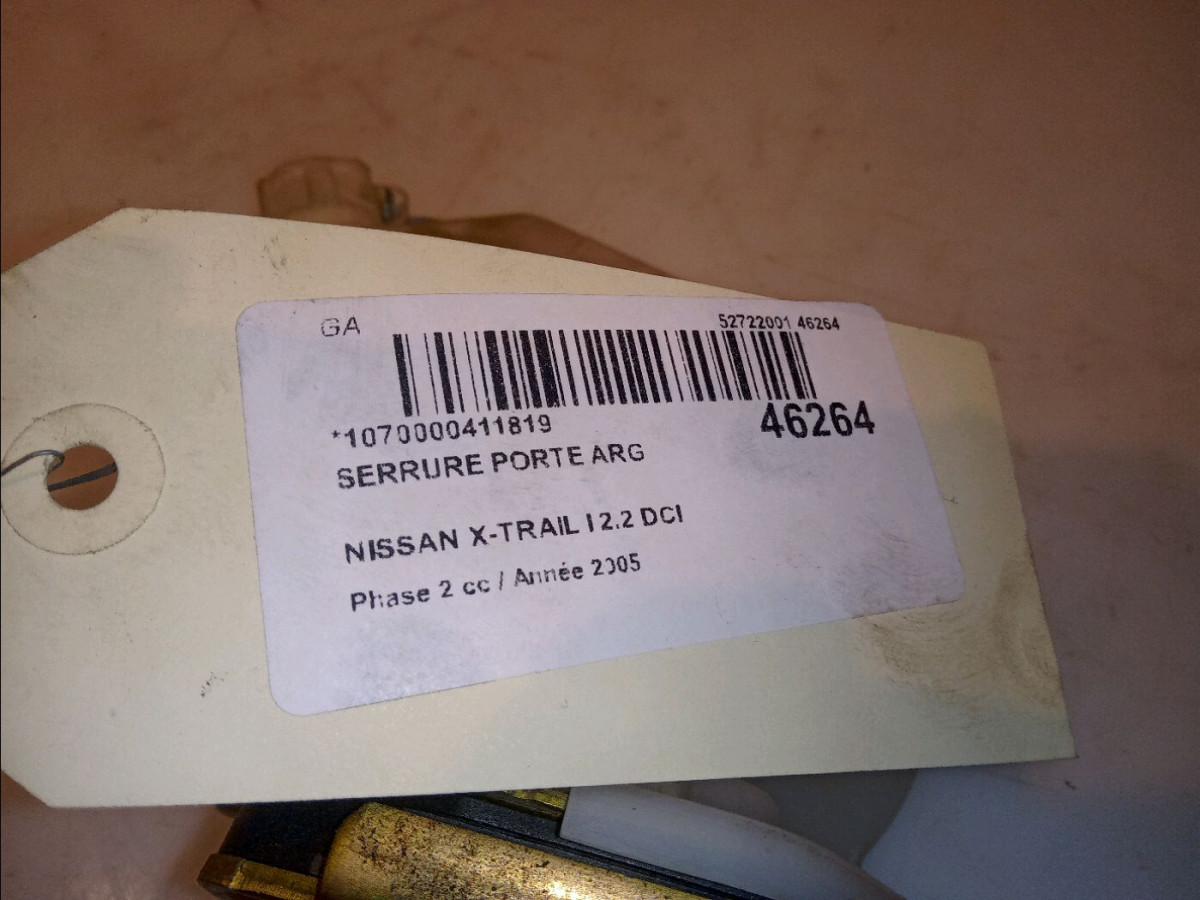 GA
52722001 46264
*1070000411819
46264
SERRURE PORTE ARG
NISSAN X-TRAIL I 2.2 DCI
Phase 2 cc / Année 2005